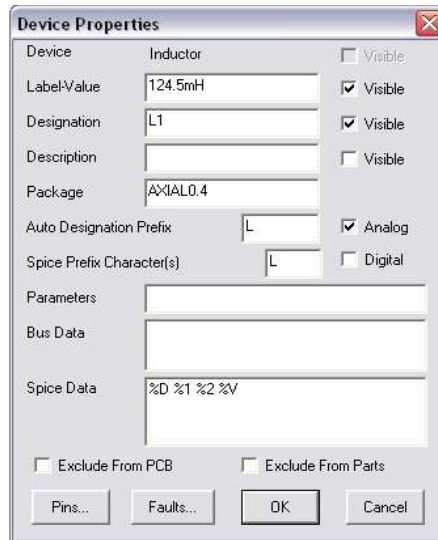 Device Properties
Device Inductor Visible
Label-Value 124.5mH Visible
Designation L1 Visible
Description Visible
Package AXIAL0.4
Auto Designation Prefix L Analog
Spice Prefix Character(s) L Digital
Parameters
Bus Data
Spice Data %D %1 %2 %V
Exclude From PCB Exclude From Parts
Pins... Faults... OK Cancel